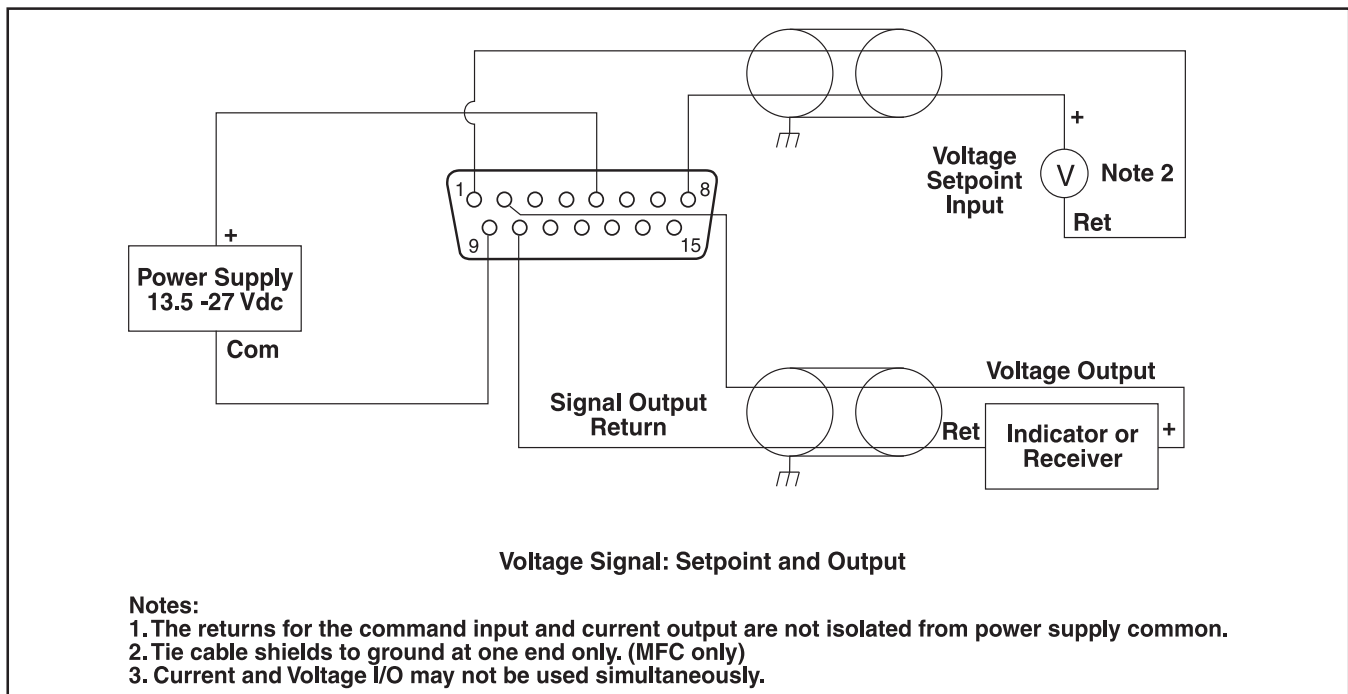 1
8
9
15
+
Power Supply
13.5 -27 Vdc
Com
+
Voltage
Setpoint
Input
V
Note 2
Ret
Voltage Output
Signal Output
Return
Ret
Indicator or
Receiver
+
Voltage Signal: Setpoint and Output
Notes:
1. The returns for the command input and current output are not isolated from power supply common.
2. Tie cable shields to ground at one end only. (MFC only)
3. Current and Voltage I/O may not be used simultaneously.